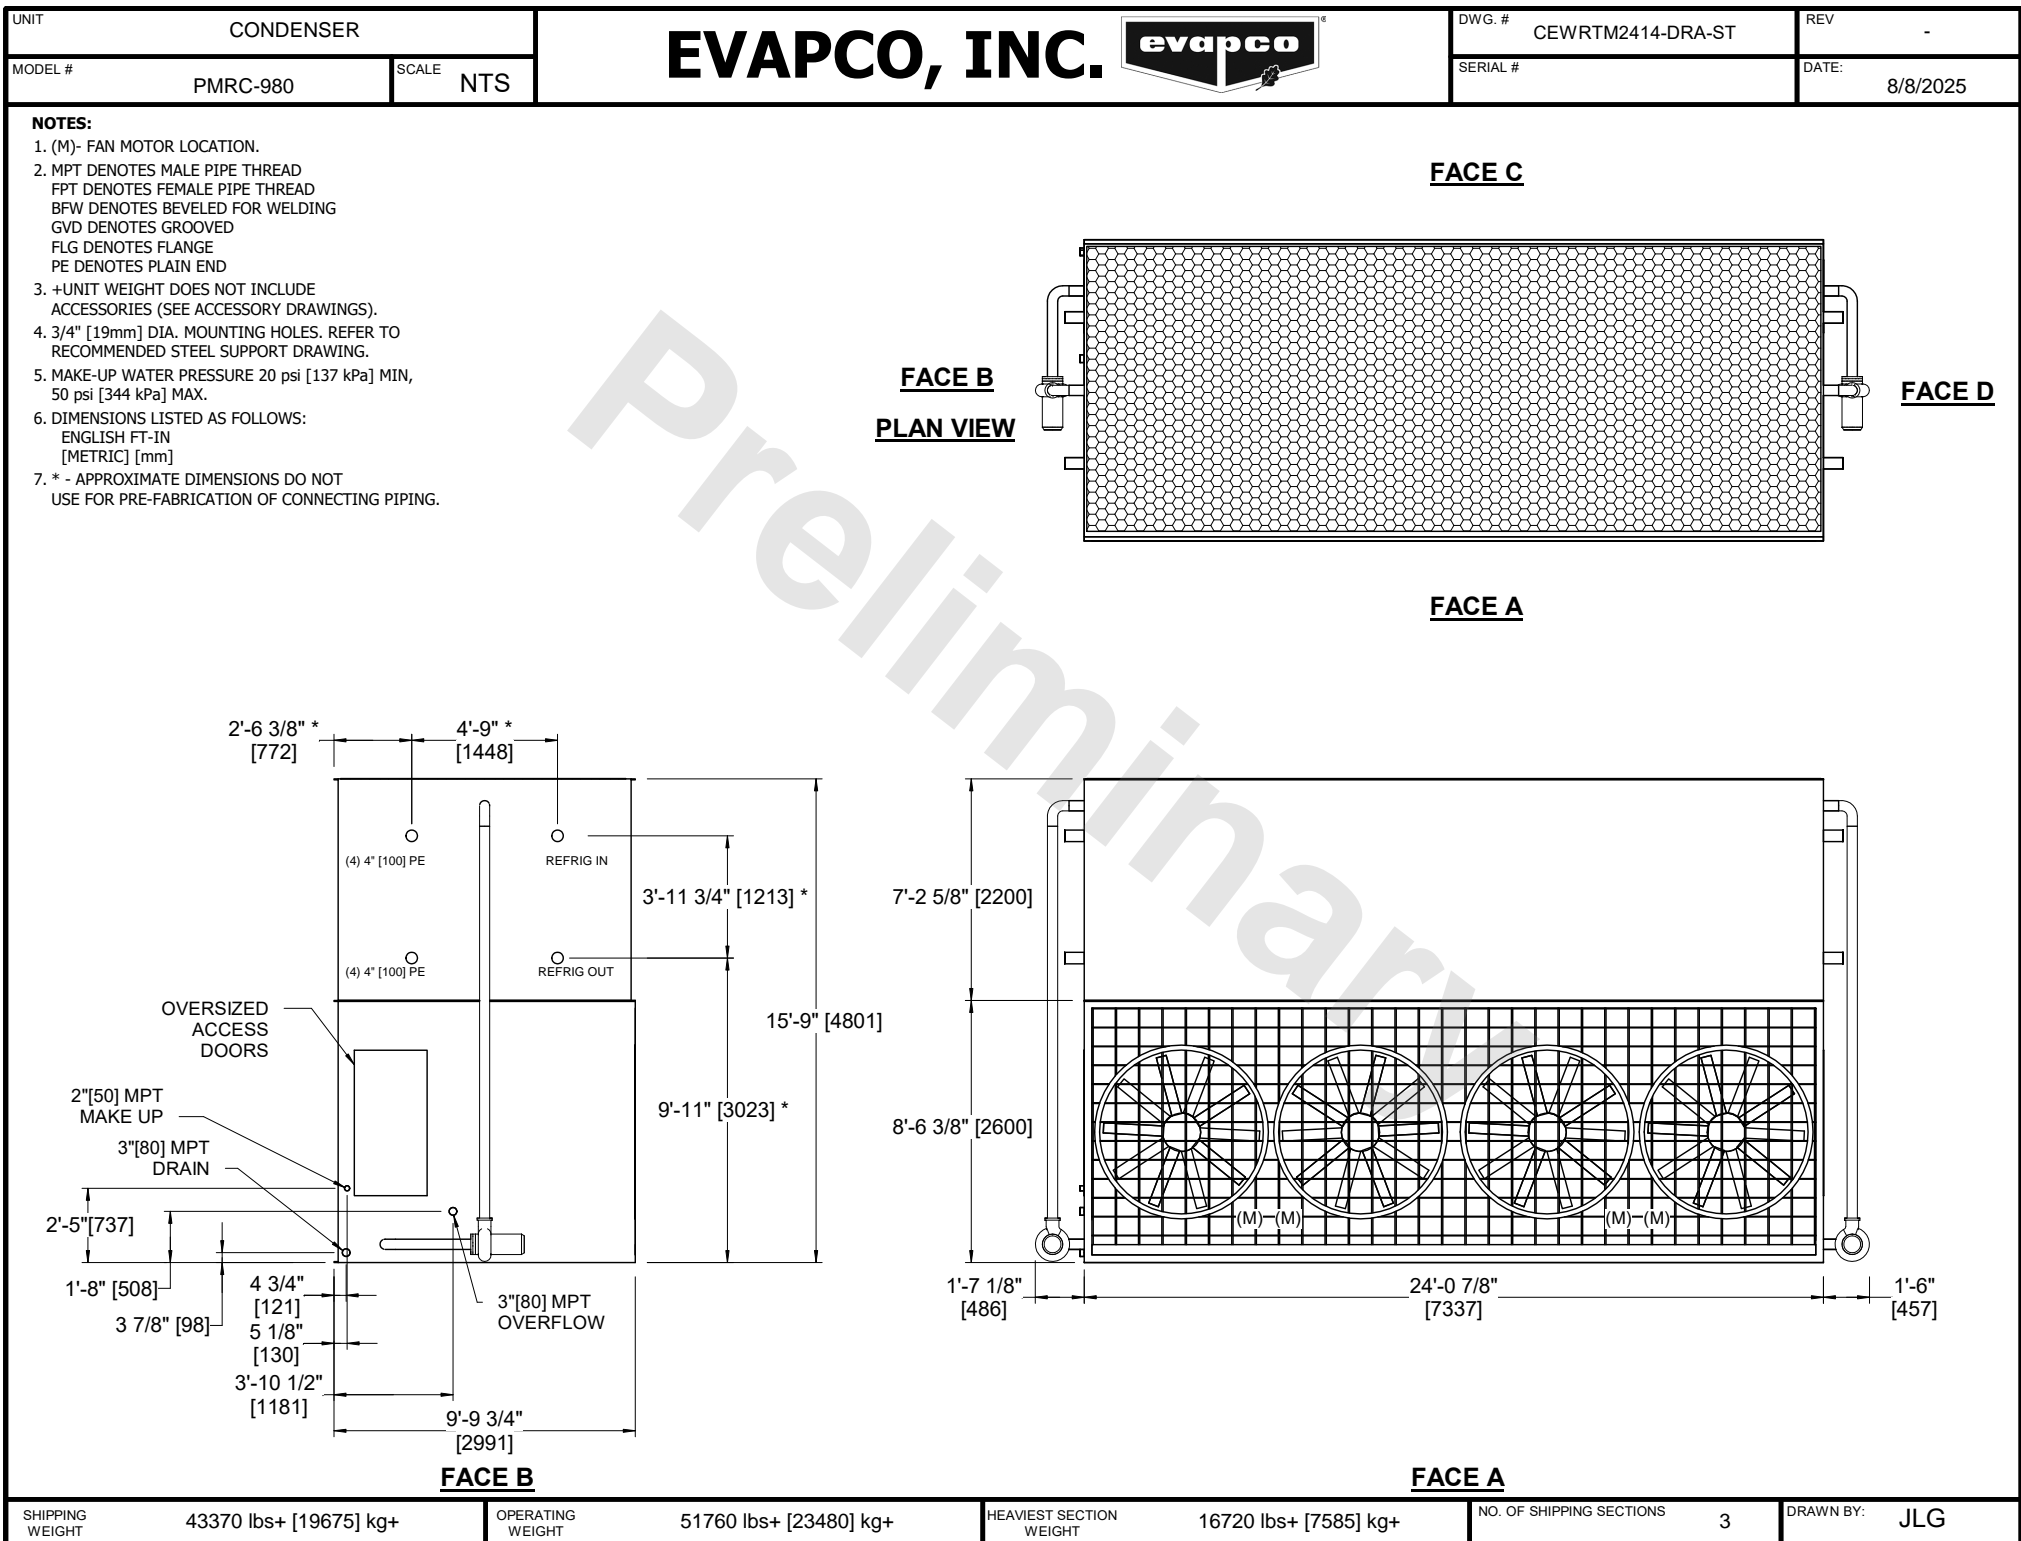 UNIT
CONDENSER
MODEL #
PMRC-980
SCALE
NTS
EVAPCO, INC.
evapco
®
DWG. #
CEWRTM2414-DRA-ST
REV
-
SERIAL #
DATE:
8/8/2025
NOTES:
1. (M)- FAN MOTOR LOCATION.
2. MPT DENOTES MALE PIPE THREAD
FPT DENOTES FEMALE PIPE THREAD
BFW DENOTES BEVELED FOR WELDING
GVD DENOTES GROOVED
FLG DENOTES FLANGE
PE DENOTES PLAIN END
3. +UNIT WEIGHT DOES NOT INCLUDE
ACCESSORIES (SEE ACCESSORY DRAWINGS).
4. 3/4" [19mm] DIA. MOUNTING HOLES. REFER TO
RECOMMENDED STEEL SUPPORT DRAWING.
5. MAKE-UP WATER PRESSURE 20 psi [137 kPa] MIN,
50 psi [344 kPa] MAX.
6. DIMENSIONS LISTED AS FOLLOWS:
ENGLISH FT-IN
[METRIC] [mm]
7. * - APPROXIMATE DIMENSIONS DO NOT
USE FOR PRE-FABRICATION OF CONNECTING PIPING.
FACE C
FACE B
PLAN VIEW
FACE D
FACE A
Preliminary
2'-6 3/8" *
[772]
4'-9" *
[1448]
(4) 4" [100] PE
REFRIG IN
3'-11 3/4" [1213] *
(4) 4" [100] PE
REFRIG OUT
OVERSIZED
ACCESS
DOORS
15'-9" [4801]
2"[50] MPT
MAKE UP
3"[80] MPT
DRAIN
9'-11" [3023] *
2'-5"[737]
1'-8" [508]
3 7/8" [98]
4 3/4"
[121]
5 1/8"
[130]
3'-10 1/2"
[1181]
3"[80] MPT
OVERFLOW
9'-9 3/4"
[2991]
FACE B
7'-2 5/8" [2200]
8'-6 3/8" [2600]
(M) (M)
(M) (M)
1'-7 1/8"
[486]
24'-0 7/8"
[7337]
1'-6"
[457]
FACE A
SHIPPING
WEIGHT
43370 lbs+ [19675] kg+
OPERATING
WEIGHT
51760 lbs+ [23480] kg+
HEAVIEST SECTION
WEIGHT
16720 lbs+ [7585] kg+
NO. OF SHIPPING SECTIONS
3
DRAWN BY:
JLG